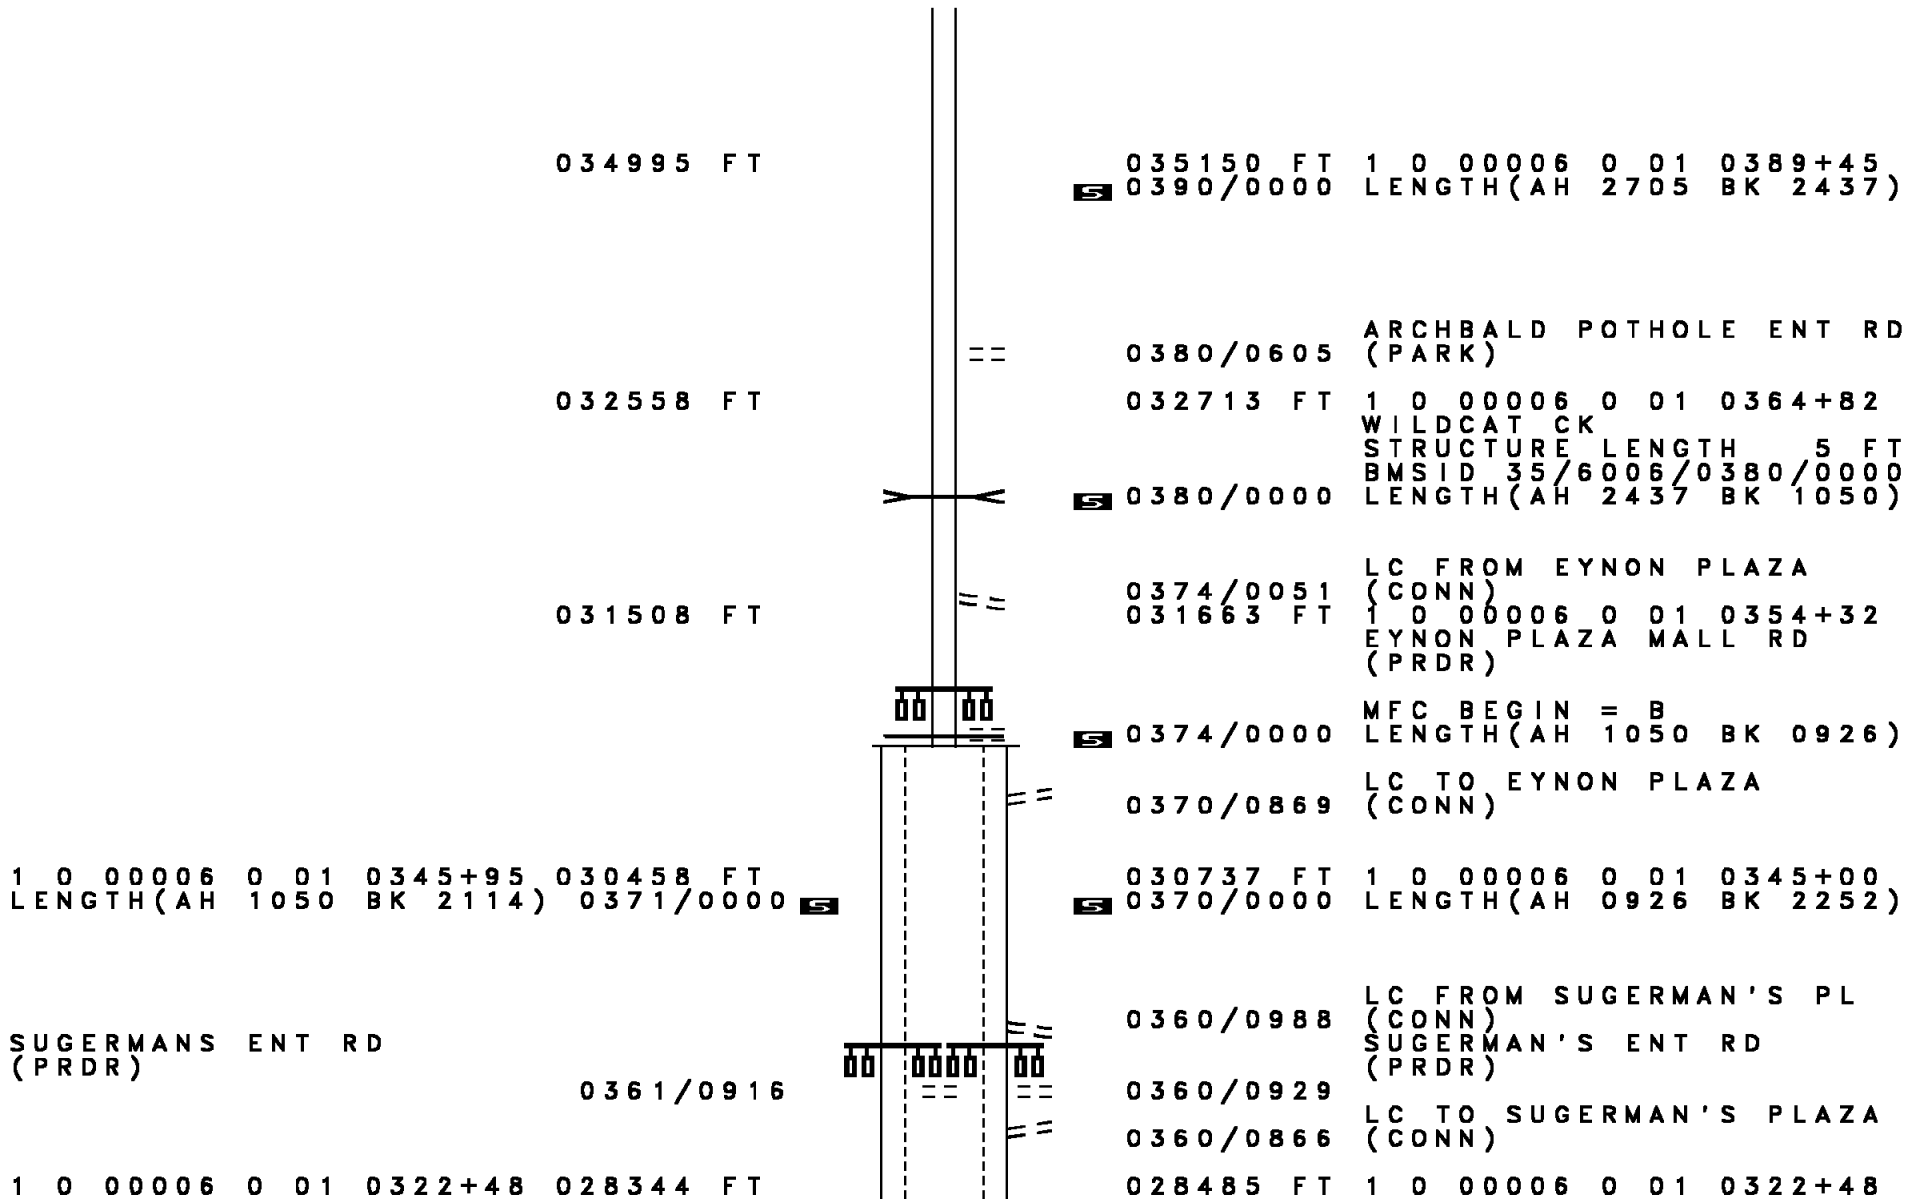 034995 FT 035150 FT 1 0 00006 0 01 0389+45
S 0390/0000 LENGTH(AH 2705 BK 2437)
ARCHBALD POTHOLE ENT RD
0380/0605 (PARK)
032558 FT 032713 FT 1 0 00006 0 01 0364+82
WILDCAT CK
STRUCTURE LENGTH 5 FT
BMSID 35/6006/0380/0000
S 0380/0000 LENGTH(AH 2437 BK 1050)
LC FROM EYNON PLAZA
0374/0051 (CONN)
031508 FT 031663 FT 1 0 00006 0 01 0354+32
EYNON PLAZA MALL RD
(PRDR)
MFC BEGIN = B
S 0374/0000 LENGTH(AH 1050 BK 0926)
LC TO EYNON PLAZA
0370/0869 (CONN)
1 0 00006 0 01 0345+95 030458 FT 030737 FT 1 0 00006 0 01 0345+00
LENGTH(AH 1050 BK 2114) 0371/0000 S S 0370/0000 LENGTH(AH 0926 BK 2252)
LC FROM SUGERMAN'S PL
0360/0988 (CONN)
SUGERMANS ENT RD SUGERMAN'S ENT RD
(PRDR) (PRDR)
0361/0916 0360/0929
LC TO SUGERMAN'S PLAZA
0360/0866 (CONN)
1 0 00006 0 01 0322+48 028344 FT 028485 FT 1 0 00006 0 01 0322+48